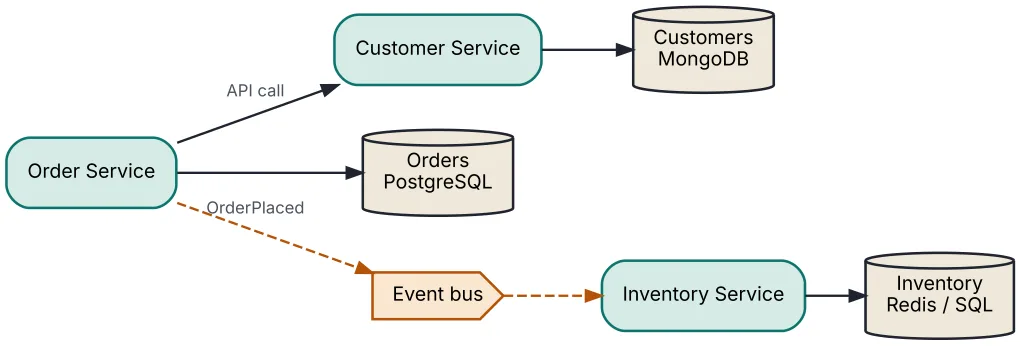 Customer Service
Customers
MongoDB
API call
Order Service
Orders
PostgreSQL
OrderPlaced
Event bus
Inventory Service
Inventory
Redis / SQL